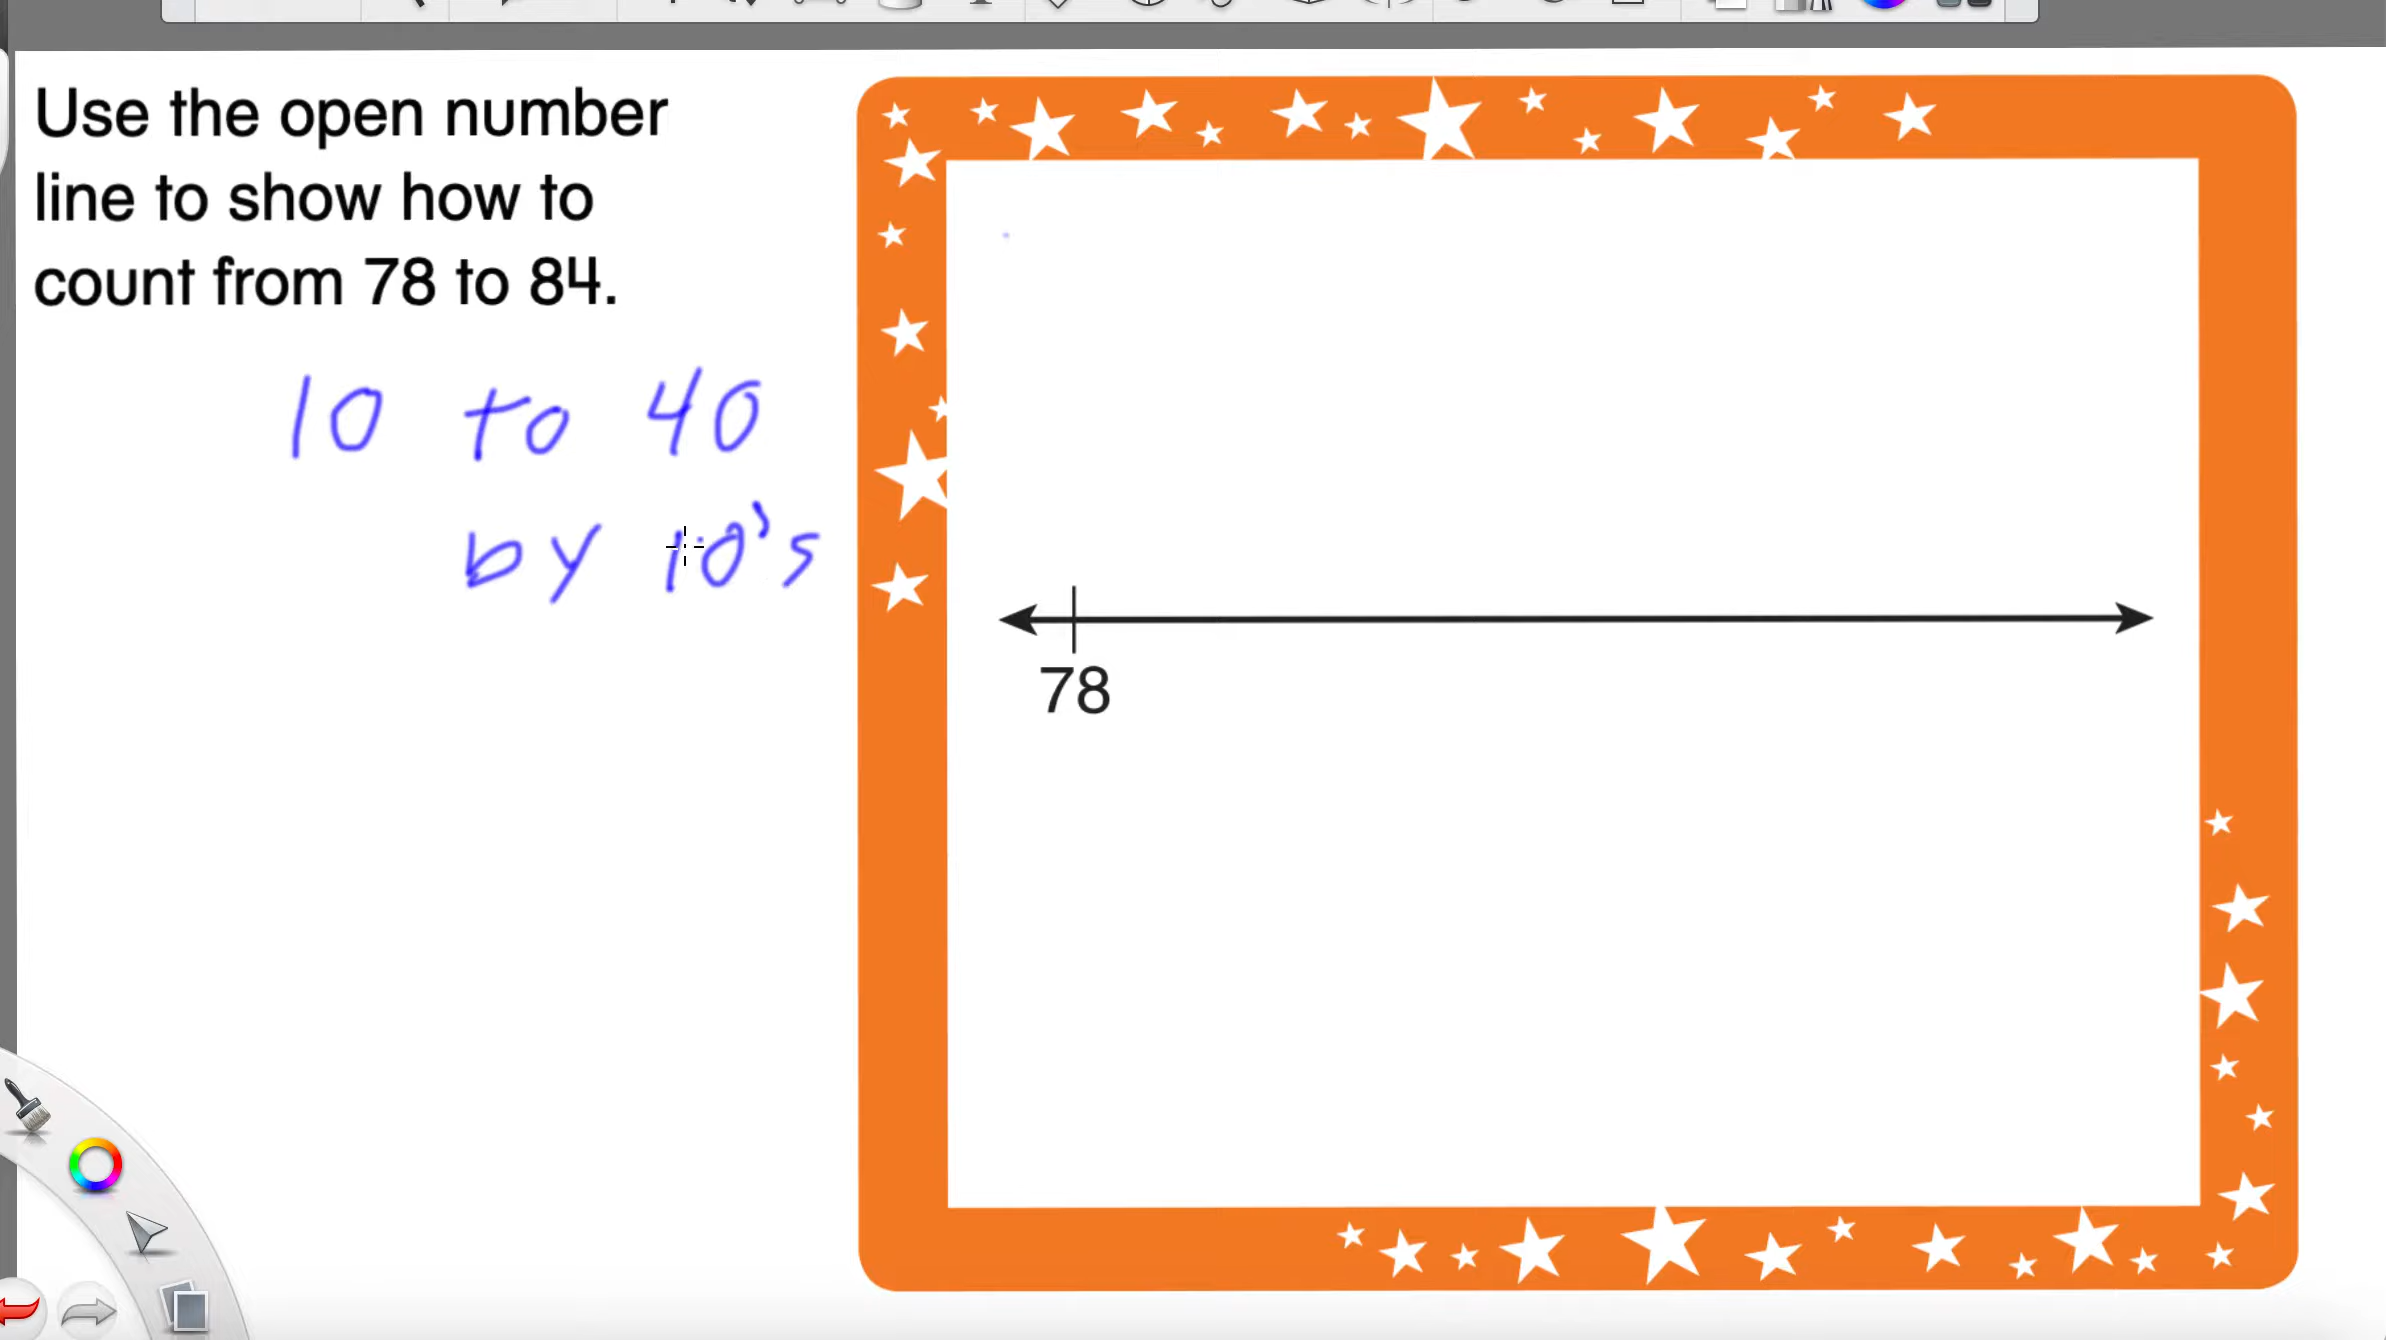 Use the open number
line to show how to
count from 78 to 84.
10 to 40
by 10's
78